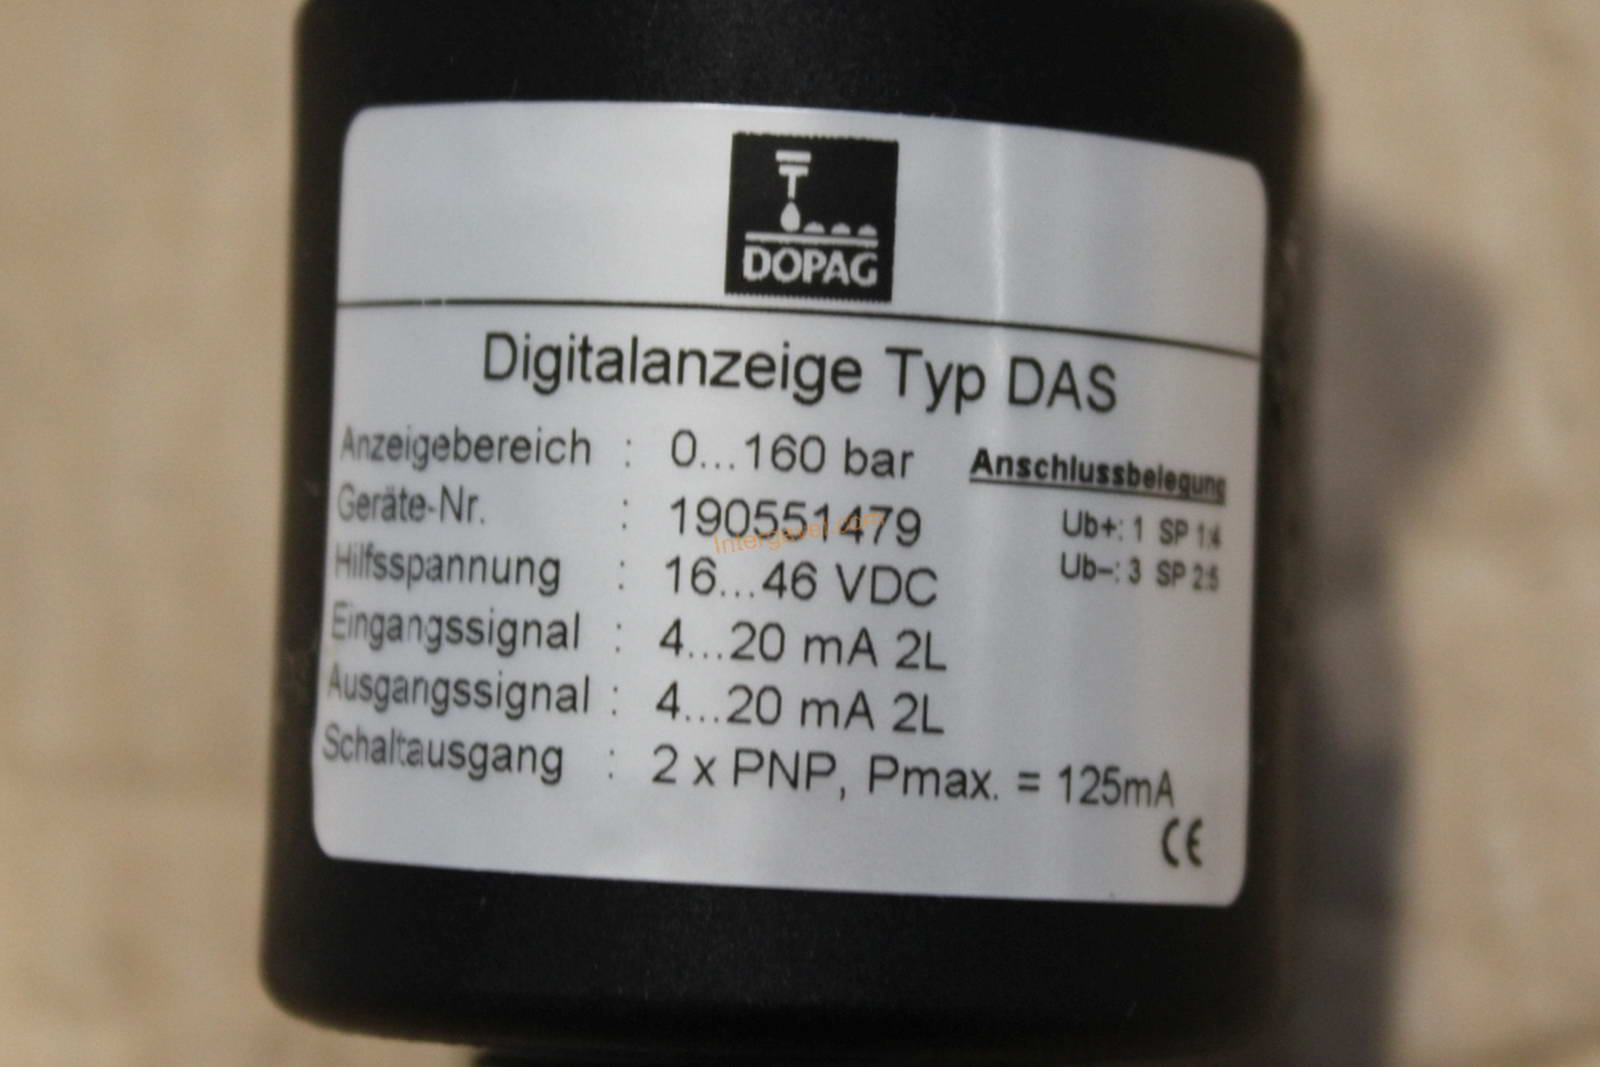 DOPAG
Digitalanzeige Typ DAS
Anzeigebereich : 0...160 bar
Geräte-Nr. : 190551479
Hilfsspannung : 16...46 VDC
Eingangssignal : 4...20 mA 2L
Ausgangssignal : 4...20 mA 2L
Schaltausgang : 2 x PNP, Pmax. = 125mA
Anschlussbelegung
Ub+: 1 SP 1:4
Ub–: 3 SP 2:5
CE
Intergavel.com